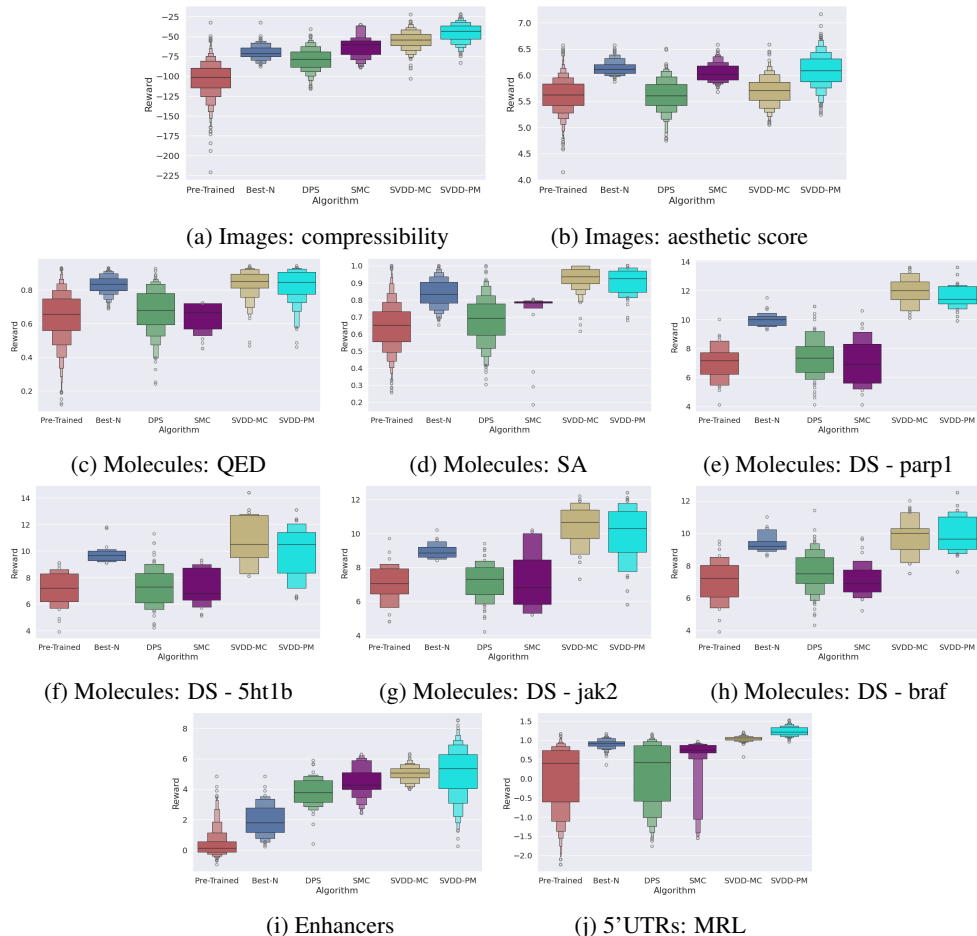 −25
−50
−75
−100
−125
−150
−175
−200
−225
Reward
Pre-Trained Best-N DPS SMC SVDD-MC SVDD-PM
Algorithm
7.0
6.5
6.0
5.5
5.0
4.5
4.0
Reward
Pre-Trained Best-N DPS SMC SVDD-MC SVDD-PM
Algorithm
(a) Images: compressibility
(b) Images: aesthetic score
0.8
0.6
0.4
0.2
Reward
Pre-Trained Best-N DPS SMC SVDD-MC SVDD-PM
Algorithm
1.0
0.9
0.8
0.7
0.6
0.5
0.4
0.3
0.2
Reward
Pre-Trained Best-N DPS SMC SVDD-MC SVDD-PM
Algorithm
14
12
10
8
6
4
Reward
Pre-Trained Best-N DPS SMC SVDD-MC SVDD-PM
Algorithm
(c) Molecules: QED
(d) Molecules: SA
(e) Molecules: DS - parp1
14
12
10
8
6
4
Reward
Pre-Trained Best-N DPS SMC SVDD-MC SVDD-PM
Algorithm
12
10
8
6
4
Reward
Pre-Trained Best-N DPS SMC SVDD-MC SVDD-PM
Algorithm
12
10
8
6
4
Reward
Pre-Trained Best-N DPS SMC SVDD-MC SVDD-PM
Algorithm
(f) Molecules: DS - 5ht1b
(g) Molecules: DS - jak2
(h) Molecules: DS - braf
8
6
4
2
0
Reward
Pre-Trained Best-N DPS SMC SVDD-MC SVDD-PM
Algorithm
1.5
1.0
0.5
0.0
−0.5
−1.0
−1.5
−2.0
Reward
Pre-Trained Best-N DPS SMC SVDD-MC SVDD-PM
Algorithm
(i) Enhancers
(j) 5'UTRs: MRL